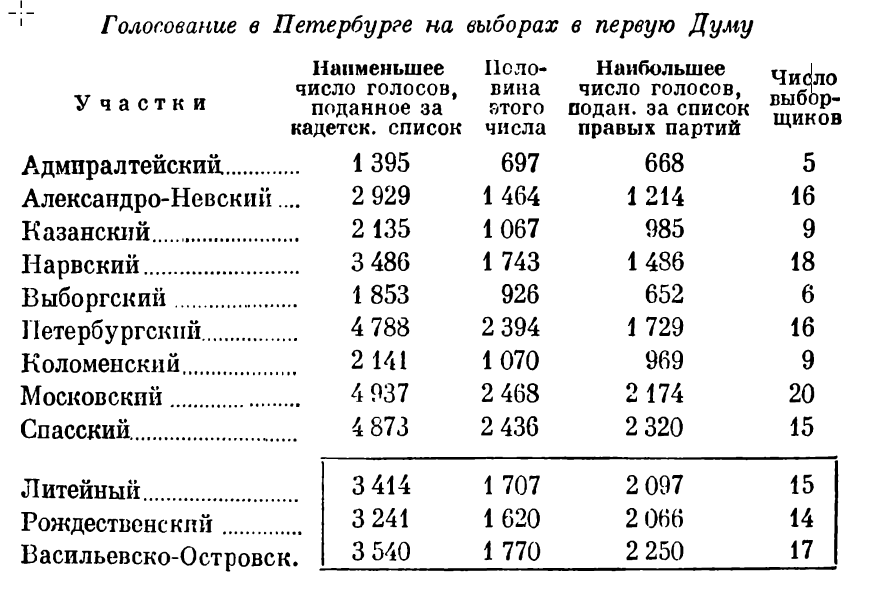 Голосование в Петербурге на выборах в первую Думу
Участки
Наименьшее число голосов, поданное за кадетск. список
Половина этого числа
Наибольшее число голосов, подан. за список правых партий
Число выборщиков
Адмиралтейский............ 1 395 697 668 5
Александро-Невский .... 2 929 1 464 1 214 16
Казанский...................... 2 135 1 067 985 9
Нарвский....................... 3 486 1 743 1 486 18
Выборгский .................. 1 853 926 652 6
Петербургский.............. 4 788 2 394 1 729 16
Коломенский................. 2 141 1 070 969 9
Московский .................. 4 937 2 468 2 174 20
Спасский........................ 4 873 2 436 2 320 15
Литейный....................... 3 414 1 707 2 097 15
Рождественский ............ 3 241 1 620 2 066 14
Васильевско-Островск. 3 540 1 770 2 250 17